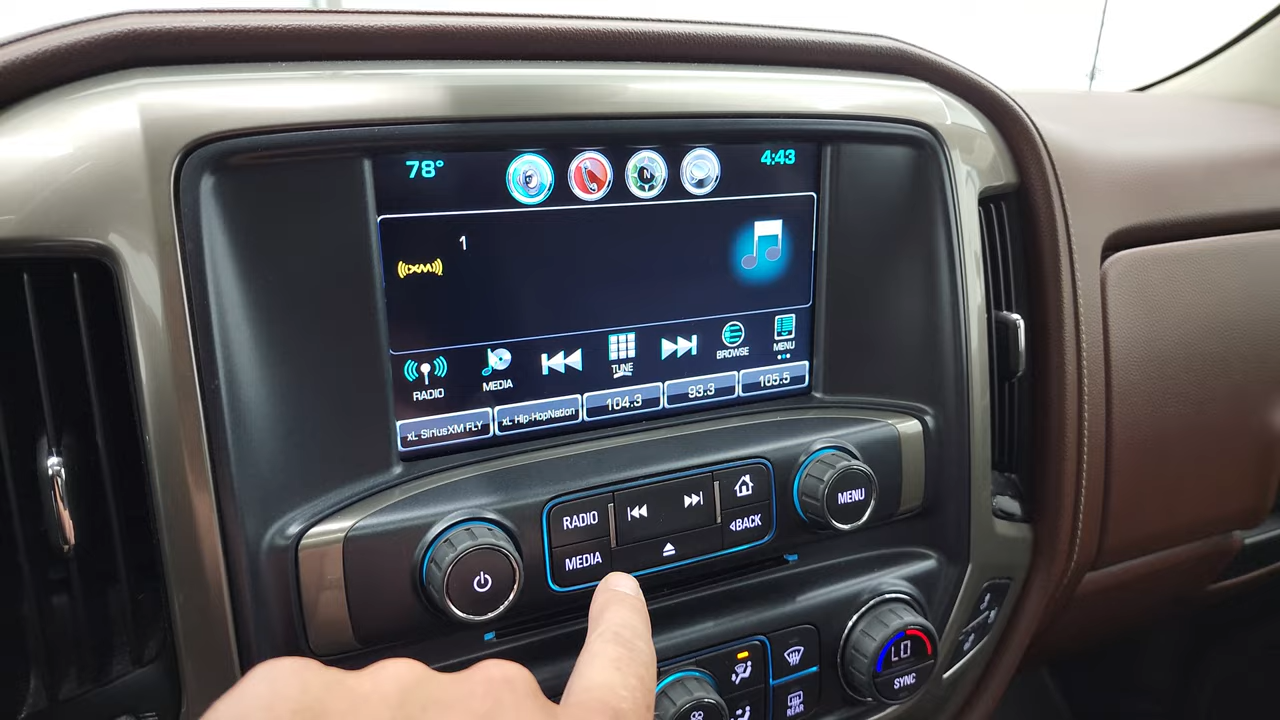 78°
N
4:43
1
((XM))
RADIO
MEDIA
TUNE
BROWSE
MENU
xL SiriusXM FLY
xL Hip-HopNation
104.3
93.3
105.5
RADIO
MEDIA
BACK
MENU
LO
SYNC
REAR